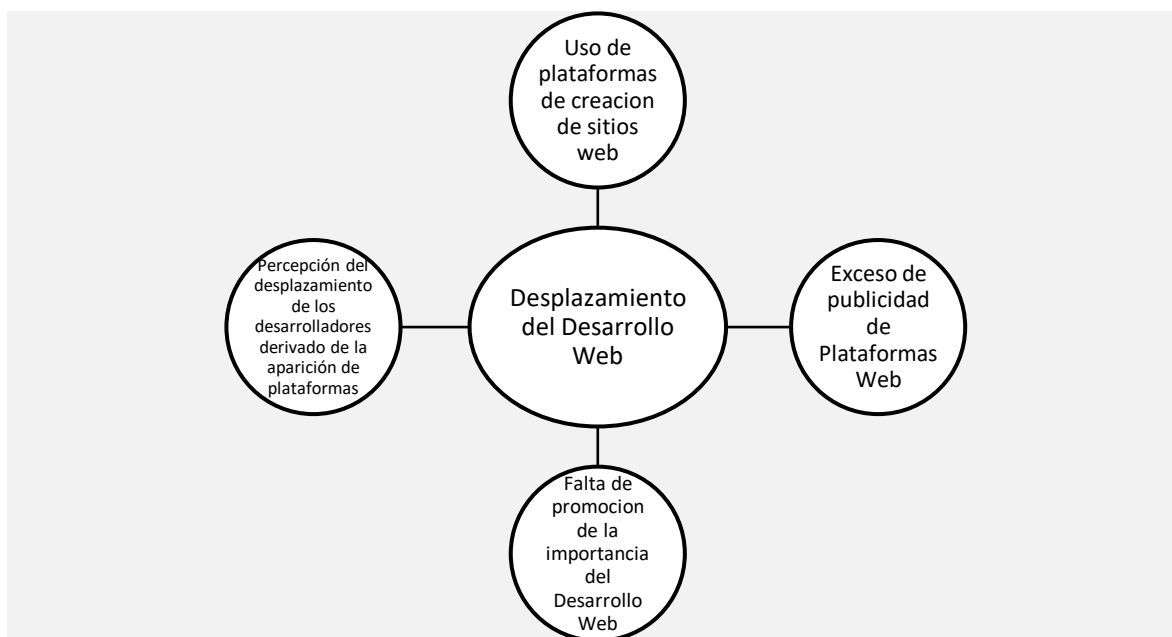 Uso de
plataformas
de creacion
de sitios
web
Percepción del
desplazamiento
de los
desarrolladores
derivado de la
aparición de
plataformas
Desplazamiento
del Desarrollo
Web
Exceso de
publicidad
de
Plataformas
Web
Falta de
promocion
de la
importancia
del
Desarrollo
Web